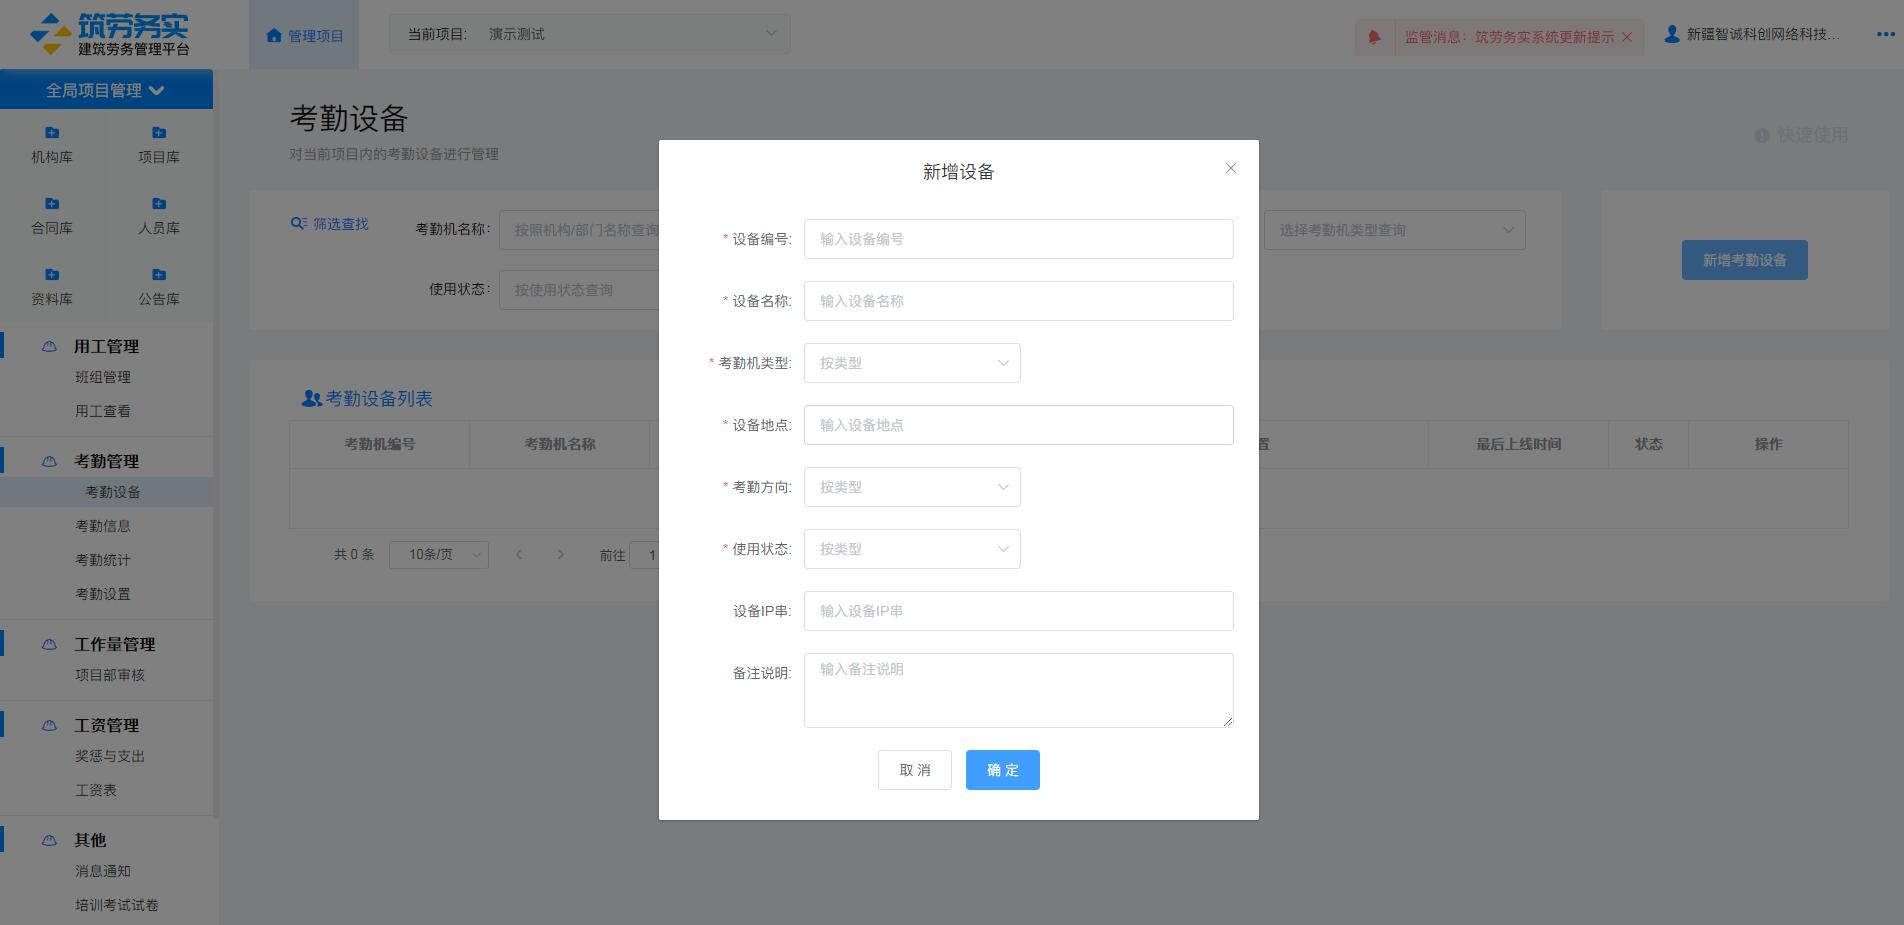 筑劳务实
建筑劳务管理平台
管理项目
当前项目: 演示测试
监管消息: 筑劳务实系统更新提示
新疆智诚科创网络科技...
全局项目管理
机构库 项目库
合同库 人员库
资料库 公告库
用工管理
班组管理
用工查看
考勤管理
考勤设备
考勤信息
考勤统计
考勤设置
工作量管理
项目部审核
工资管理
奖惩与支出
工资表
其他
消息通知
培训考试试卷
考勤设备
对当前项目内的考勤设备进行管理
快速使用
筛选查找
考勤机名称: 按照机构/部门名称查询
选择考勤机类型查询
使用状态: 按使用状态查询
新增考勤设备
考勤设备列表
考勤机编号 考勤机名称 置 最后上线时间 状态 操作
共 0 条 10条/页 前往 1
新增设备
* 设备编号: 输入设备编号
* 设备名称: 输入设备名称
* 考勤机类型: 按类型
* 设备地点: 输入设备地点
* 考勤方向: 按类型
* 使用状态: 按类型
设备IP串: 输入设备IP串
备注说明: 输入备注说明
取 消 确 定